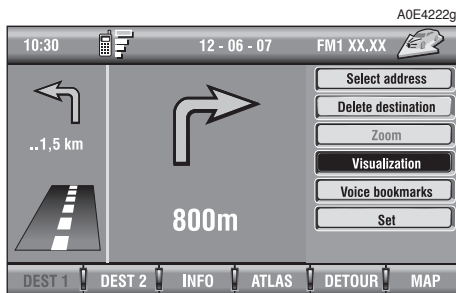 A0E4222g
10:30 12 - 06 - 07 FM1 XX,XX
Select address
Delete destination
Zoom
..1,5 km
Visualization
Voice bookmarks
800m
Set
DEST 1 DEST 2 INFO ATLAS DETOUR MAP